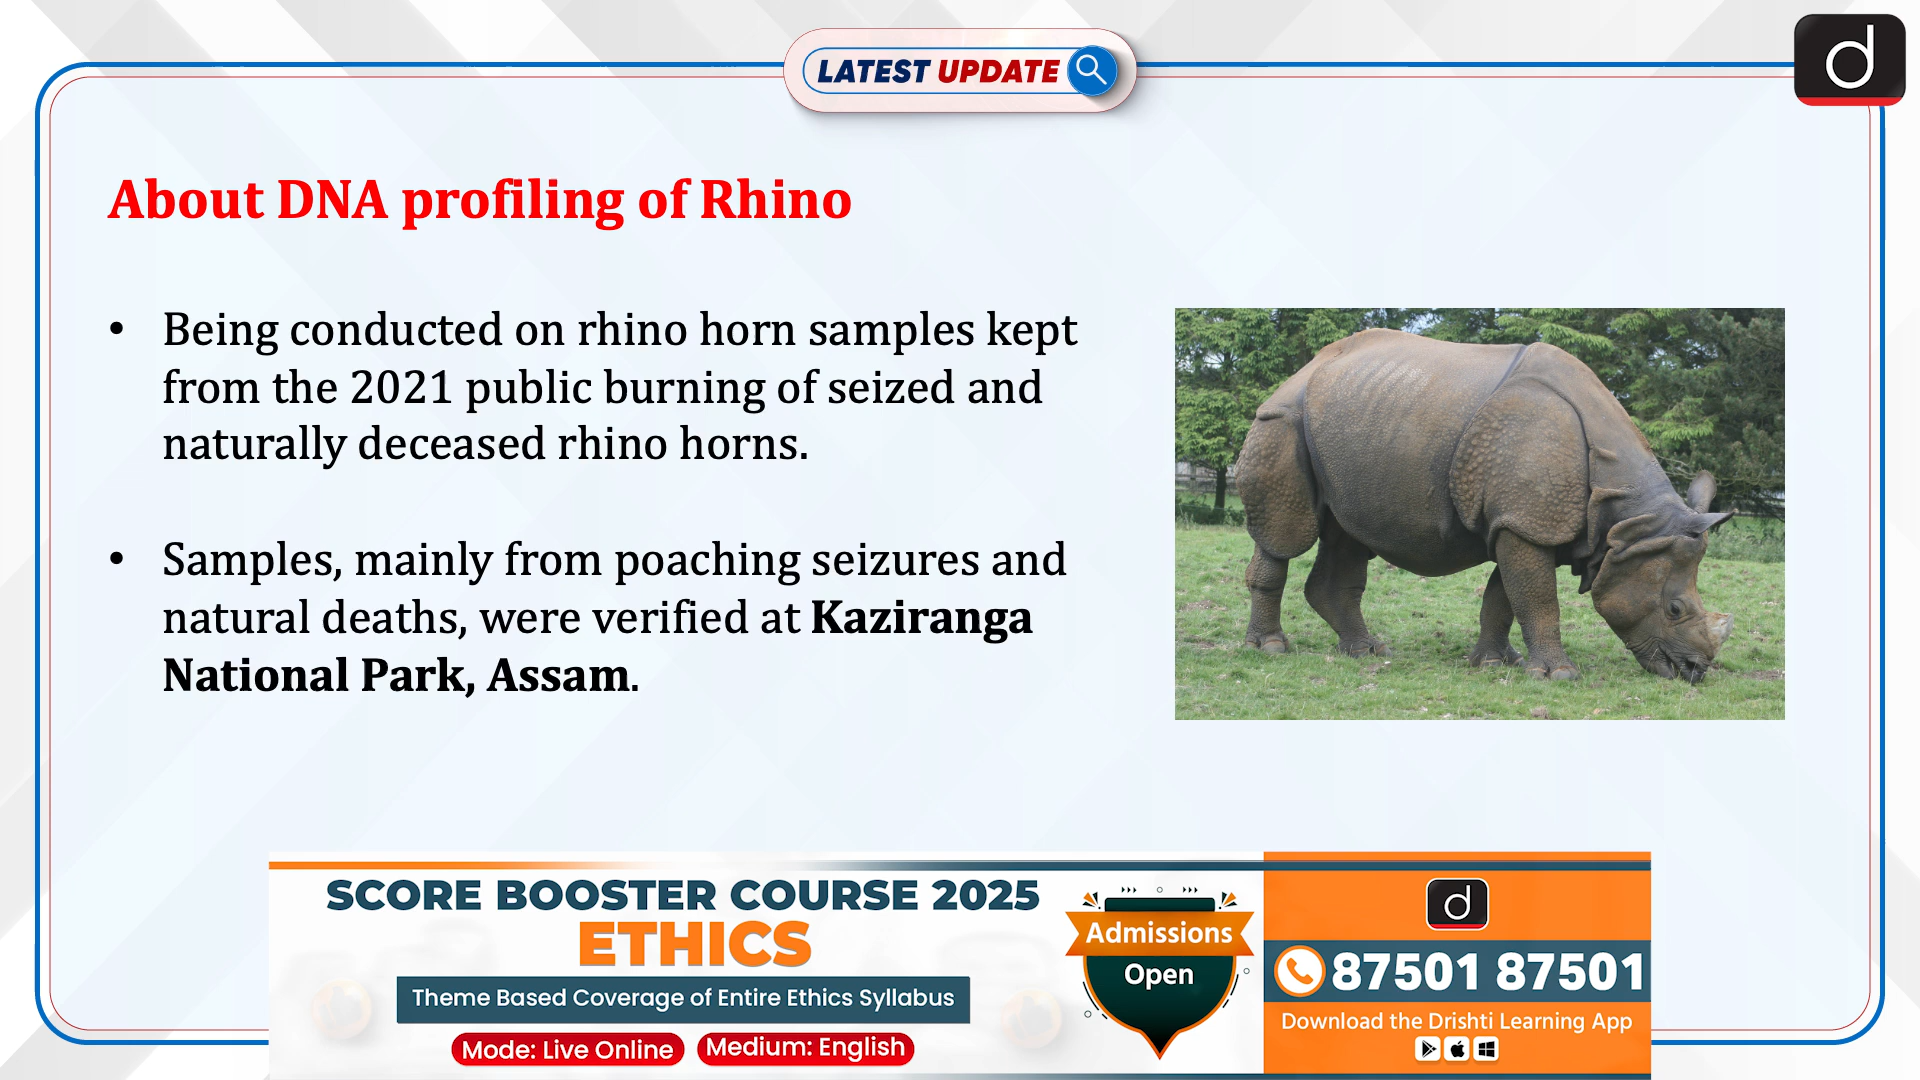 LATEST UPDATE
d
About DNA profiling of Rhino
• Being conducted on rhino horn samples kept
from the 2021 public burning of seized and
naturally deceased rhino horns.
• Samples, mainly from poaching seizures and
natural deaths, were verified at Kaziranga
National Park, Assam.
SCORE BOOSTER COURSE 2025
ETHICS
Theme Based Coverage of Entire Ethics Syllabus
Mode: Live Online
Medium: English
Admissions
Open
d
87501 87501
Download the Drishti Learning App